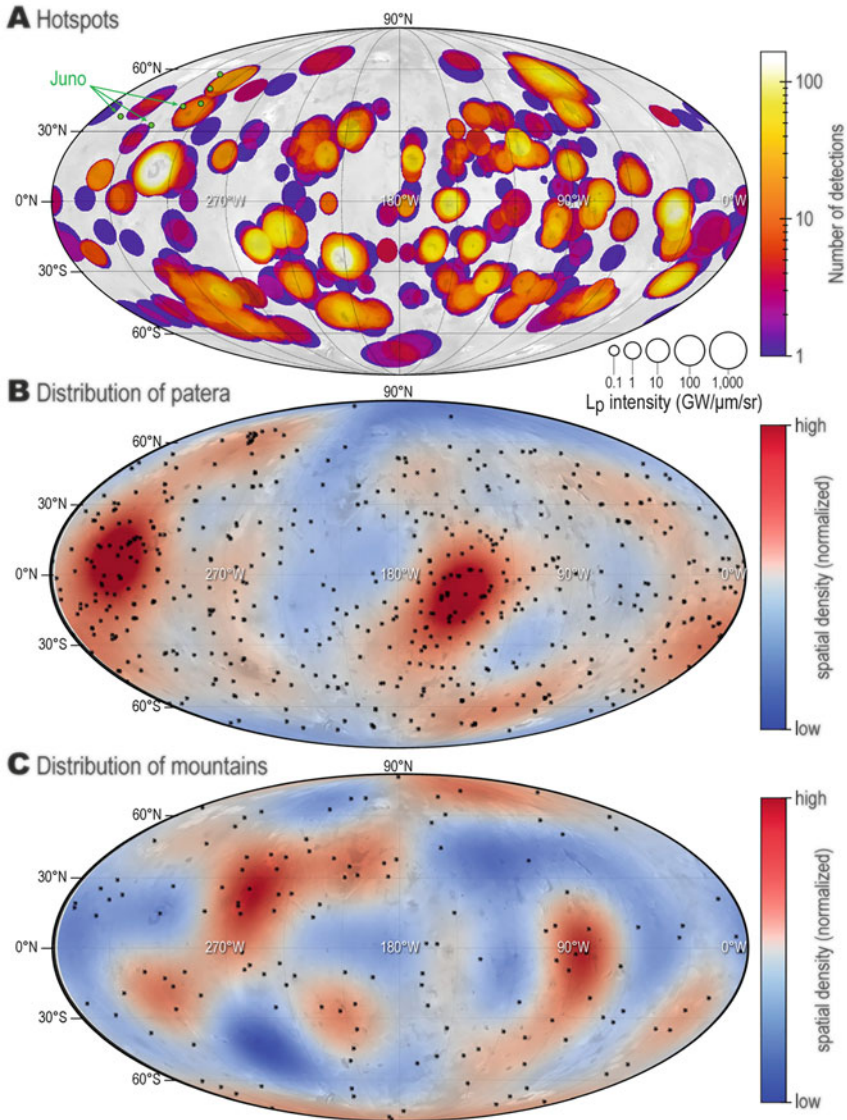 A Hotspots
90°N
60°N
Juno
30°N
0°N
270°W
180°W
90°W
0°W
30°S
60°S
100
10
1
Number of detections
0.1
1
10
100
1,000
Lp intensity (GW/µm/sr)
B Distribution of patera
90°N
60°N
30°N
0°N
270°W
180°W
90°W
0°W
30°S
60°S
high
low
spatial density (normalized)
C Distribution of mountains
90°N
60°N
30°N
0°N
270°W
180°W
90°W
0°W
30°S
60°S
high
low
spatial density (normalized)